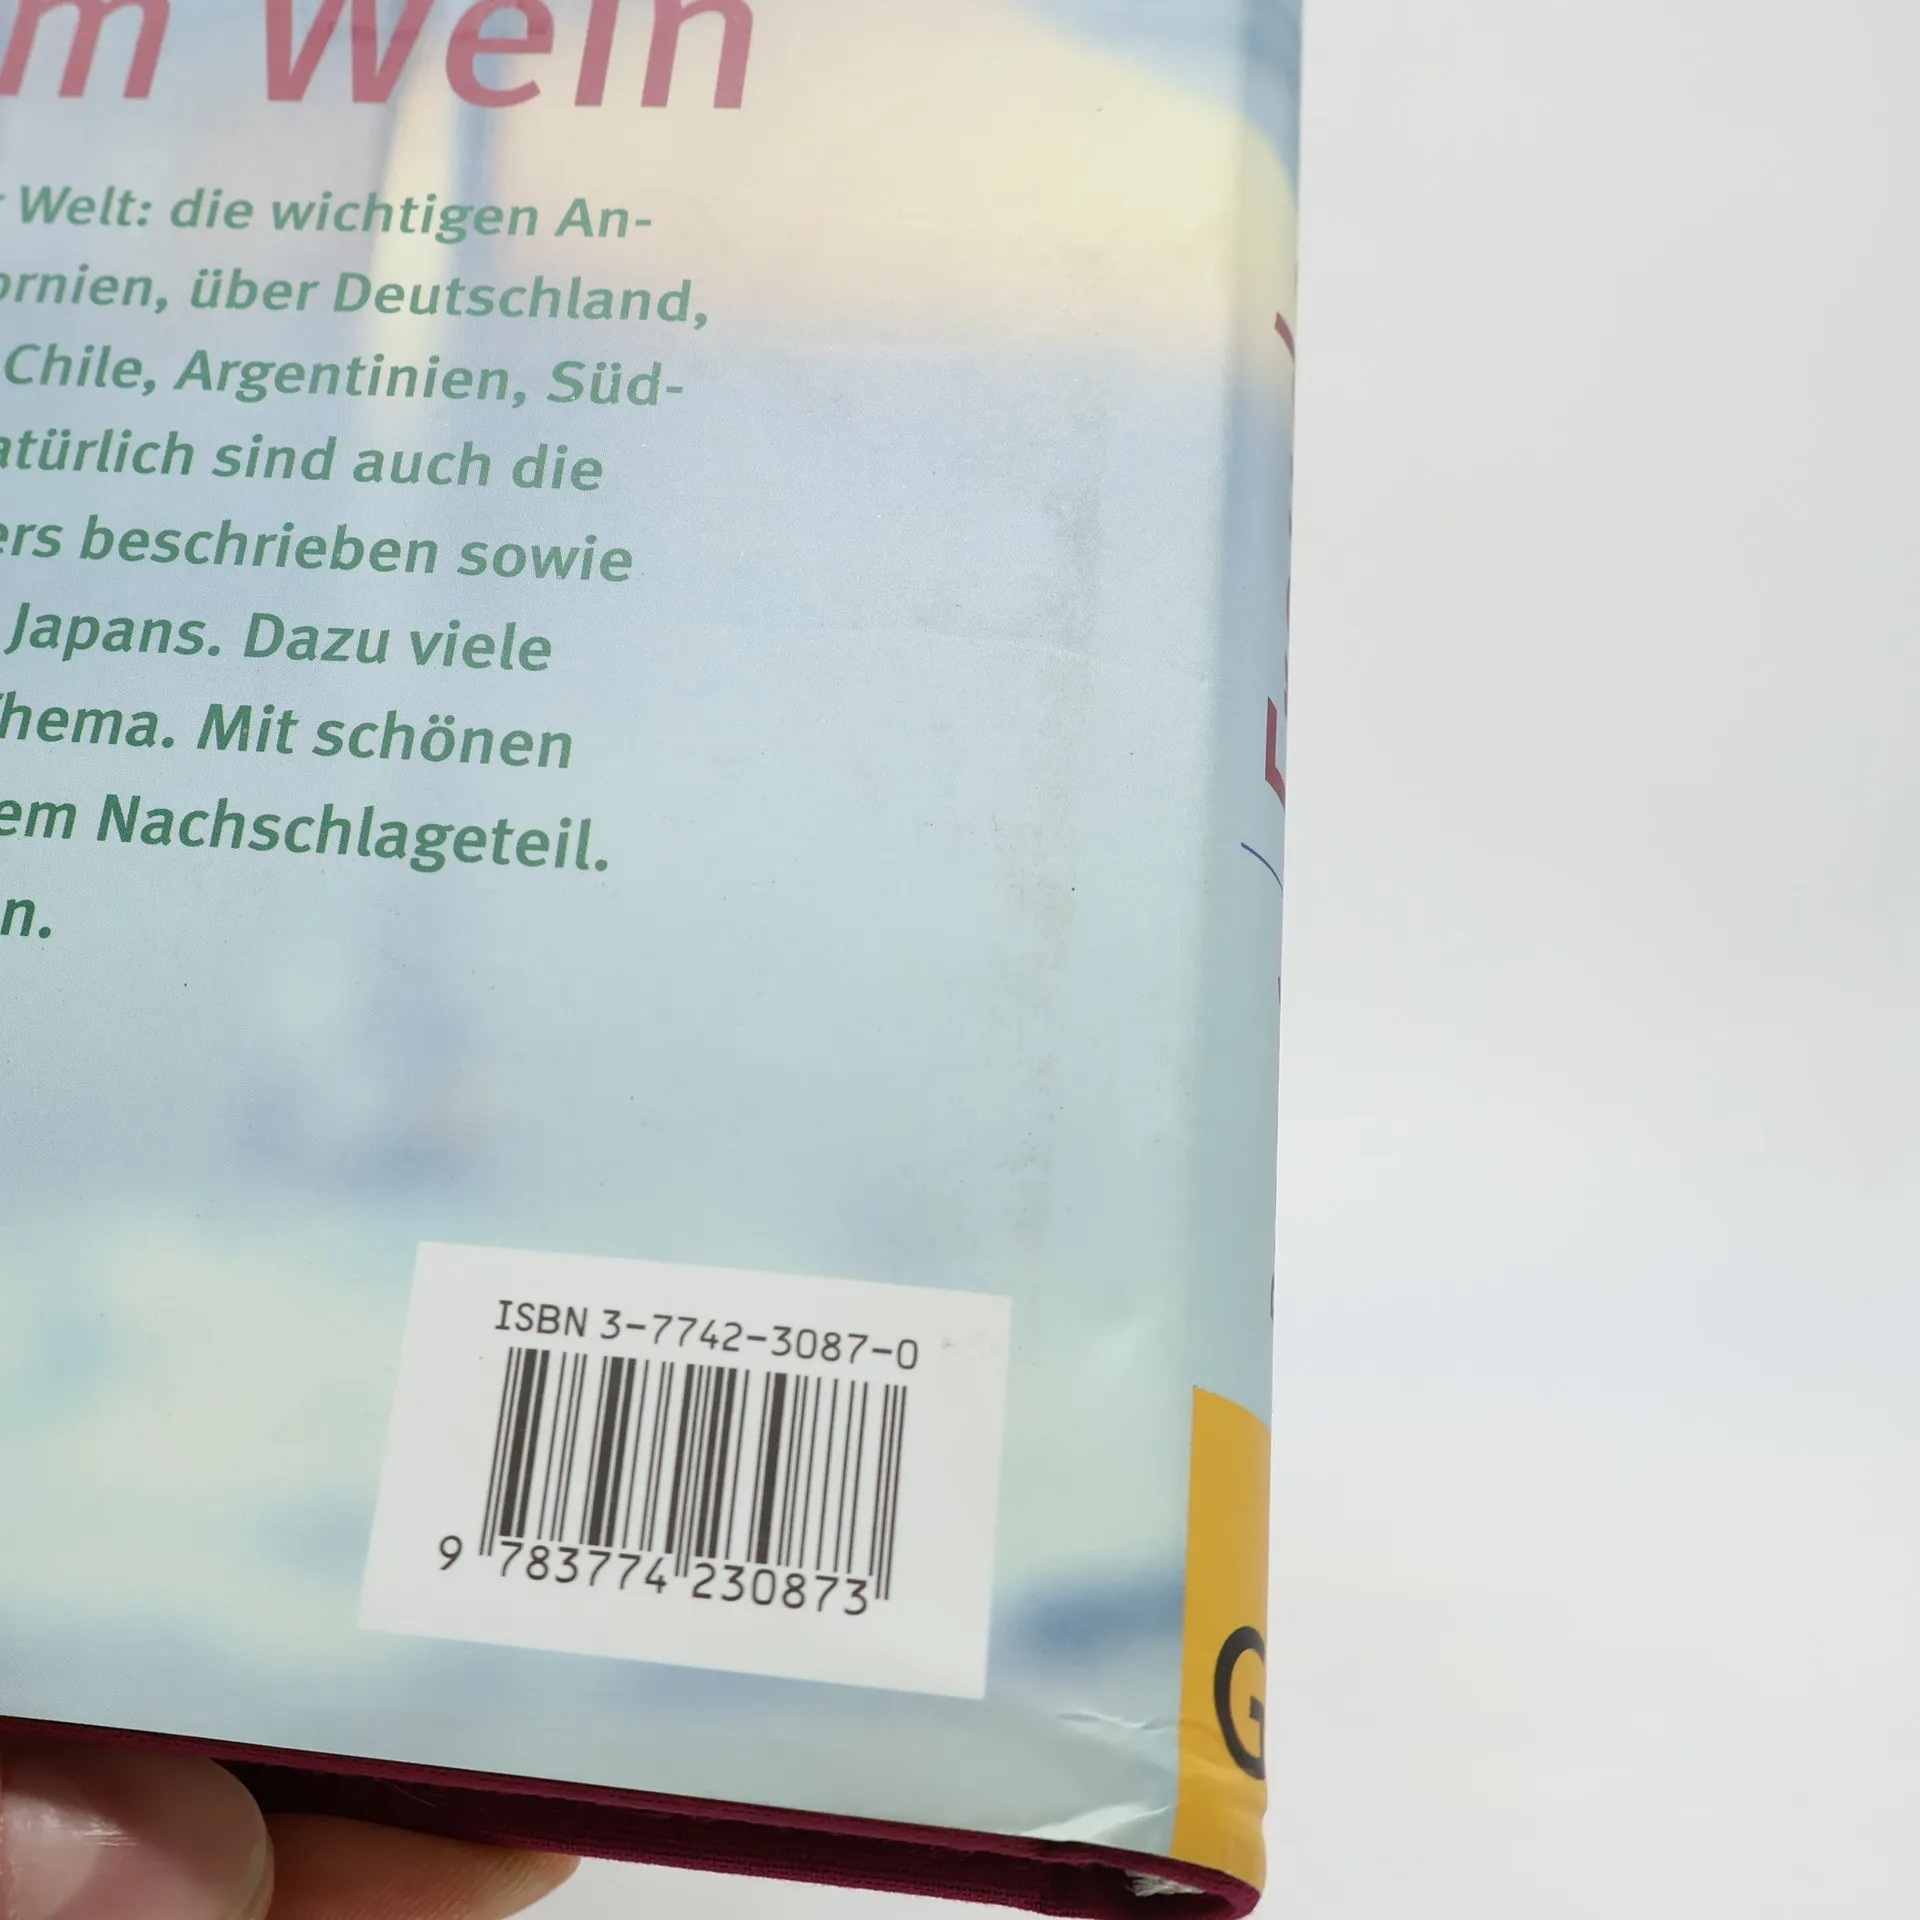 m Wein
Welt: die wichtigen An-
ornien, über Deutschland,
Chile, Argentinien, Süd-
atürlich sind auch die
ers beschrieben sowie
Japans. Dazu viele
hema. Mit schönen
em Nachschlageteil.
n.
ISBN 3-7742-3087-0
9 783774 230873
G